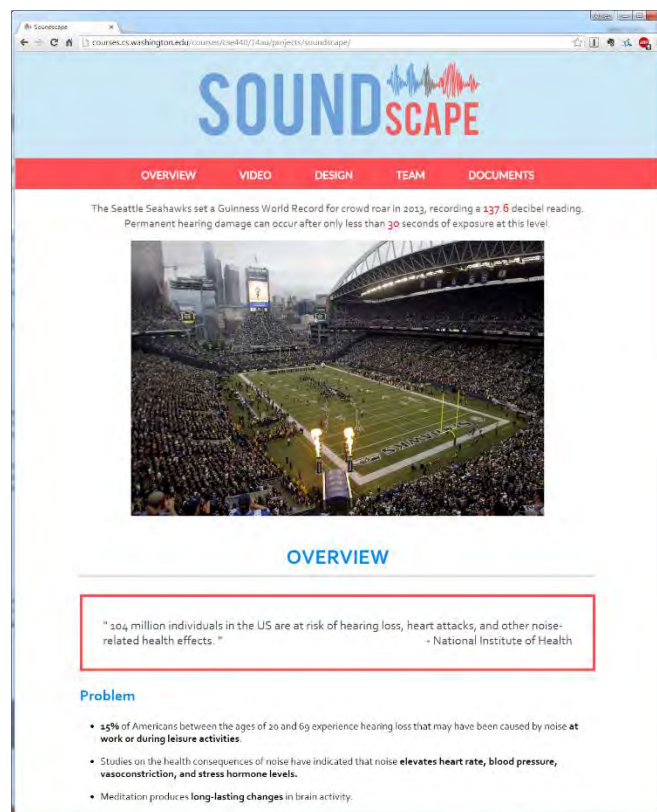 Soundscape
courses.cs.washington.edu/courses/cse440/14au/projects/soundscape/
SOUNDSCAPE
OVERVIEW VIDEO DESIGN TEAM DOCUMENTS
The Seattle Seahawks set a Guinness World Record for crowd roar in 2013, recording a 137.6 decibel reading.
Permanent hearing damage can occur after only less than 30 seconds of exposure at this level.
SEAHAWKS
OVERVIEW
" 104 million individuals in the US are at risk of hearing loss, heart attacks, and other noise-
related health effects. " - National Institute of Health
Problem
• 15% of Americans between the ages of 20 and 69 experience hearing loss that may have been caused by noise at
work or during leisure activities.
• Studies on the health consequences of noise have indicated that noise elevates heart rate, blood pressure,
vasoconstriction, and stress hormone levels.
• Meditation produces long-lasting changes in brain activity.